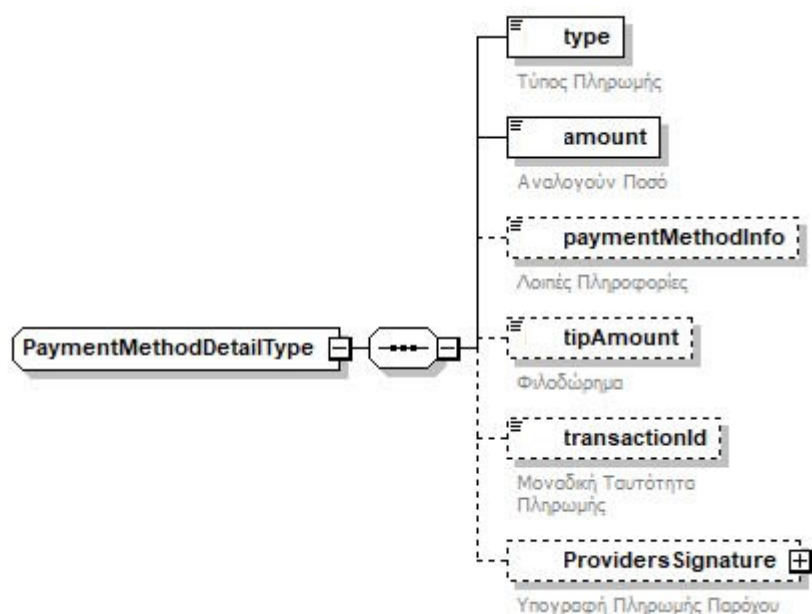 type
Τύπος Πληρωμής
amount
Αναλογούν Ποσό
paymentMethodInfo
Λοιπές Πληροφορίες
PaymentMethodDetailType
tipAmount
Φιλοδώρημα
transactionId
Μοναδική Ταυτότητα
Πληρωμής
ProvidersSignature
Υπογραφή Πληρωμής Παρόχου